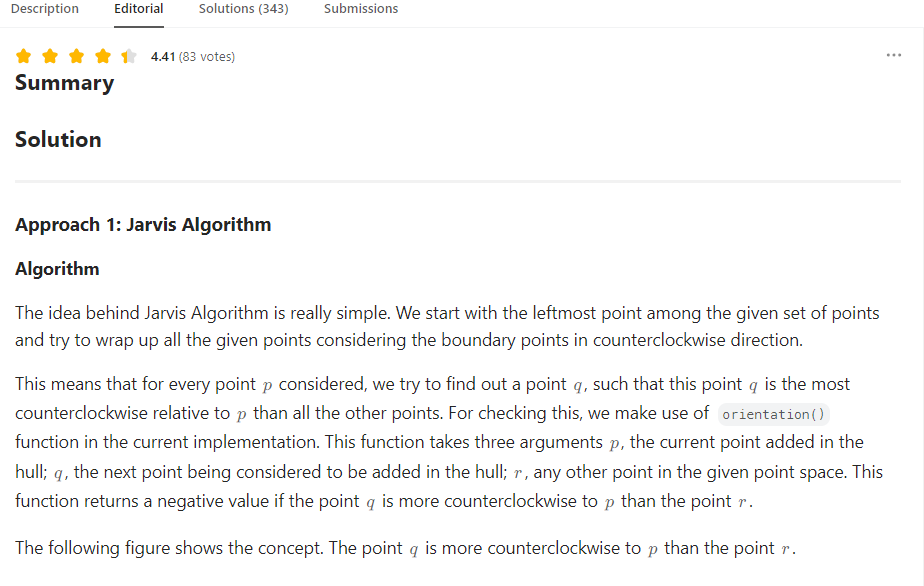 Description Editorial Solutions (343) Submissions
4.41 (83 votes)
Summary
Solution
Approach 1: Jarvis Algorithm
Algorithm
The idea behind Jarvis Algorithm is really simple. We start with the leftmost point among the given set of points
and try to wrap up all the given points considering the boundary points in counterclockwise direction.
This means that for every point p considered, we try to find out a point q, such that this point q is the most
counterclockwise relative to p than all the other points. For checking this, we make use of orientation()
function in the current implementation. This function takes three arguments p, the current point added in the
hull; q, the next point being considered to be added in the hull; r, any other point in the given point space. This
function returns a negative value if the point q is more counterclockwise to p than the point r.
The following figure shows the concept. The point q is more counterclockwise to p than the point r.